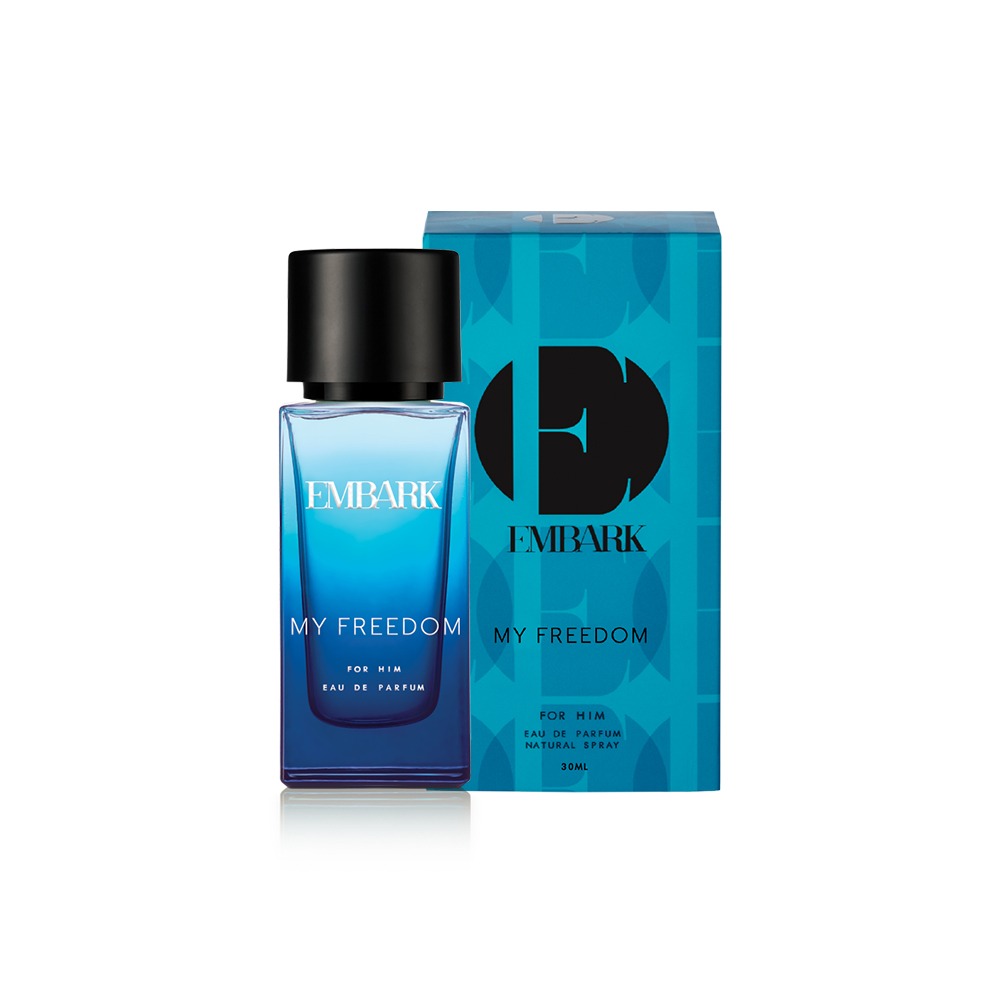 EMBARK
MY FREEDOM
FOR HIM
EAU DE PARFUM
E
EMBARK
MY FREEDOM
FOR HIM
EAU DE PARFUM
NATURAL SPRAY
30ML